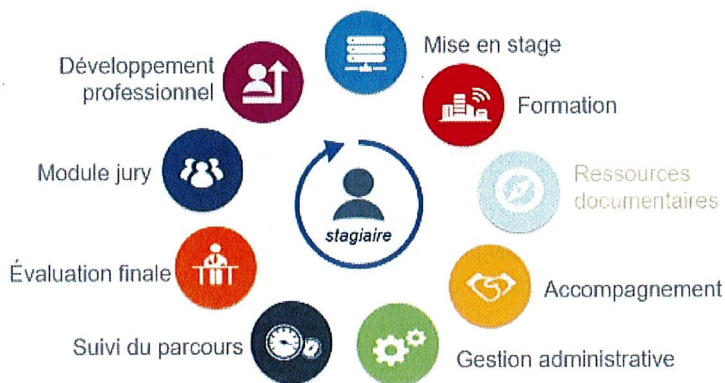 Mise en stage
Formation
Ressources
documentaires
Accompagnement
Gestion administrative
Suivi du parcours
Évaluation finale
Module jury
Développement
professionnel
stagiaire